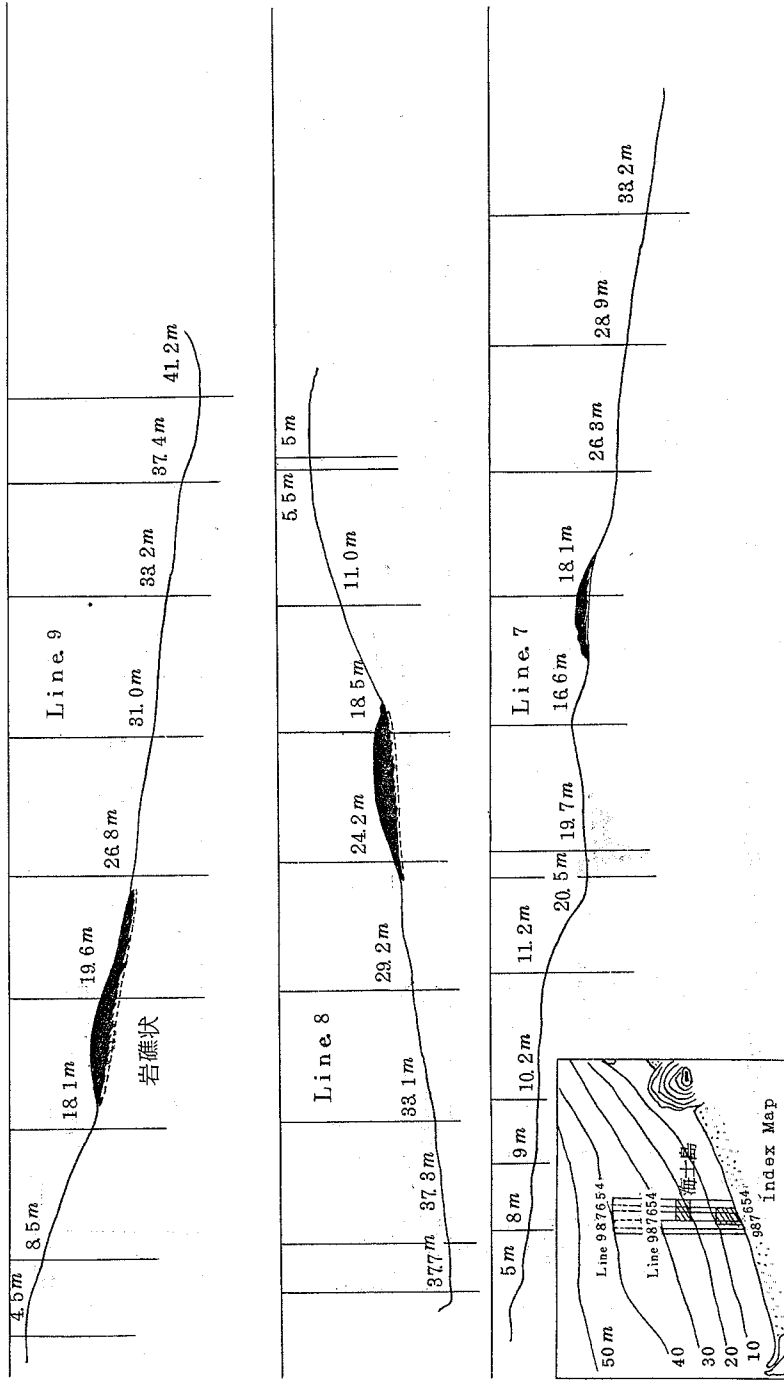 4.5m 8.5m 18.1m 19.6m 26.8m 31.0m 33.2m 37.4m 41.2m
Line. 9
岩礁状
37.7m 37.3m 33.1m 29.2m 24.2m 18.5m 11.0m 5.5m 5m
Line. 8
5m 8m 9m 10.2m 11.2m 20.5m 19.7m 16.6m 18.1m 26.3m 28.9m 33.2m
Line. 7
50 m
40
30
20
10
Line 987654
Line 987654
海士島
987654
Index Map